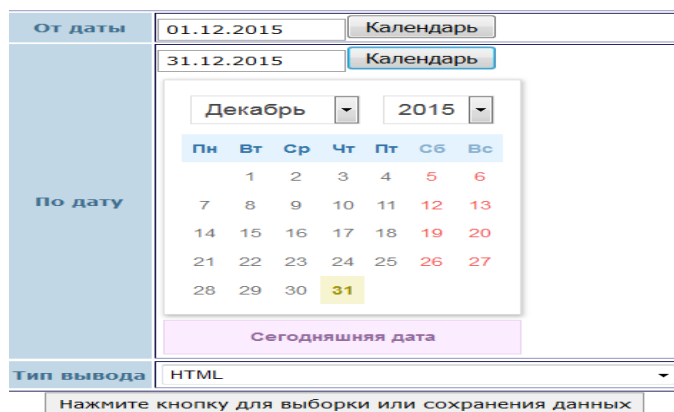 От даты 01.12.2015 Календарь
31.12.2015 Календарь
Декабрь 2015
Пн Вт Ср Чт Пт Сб Вс
1 2 3 4 5 6
7 8 9 10 11 12 13
По дату
14 15 16 17 18 19 20
21 22 23 24 25 26 27
28 29 30 31
Сегодняшняя дата
Тип вывода HTML
Нажмите кнопку для выборки или сохранения данных